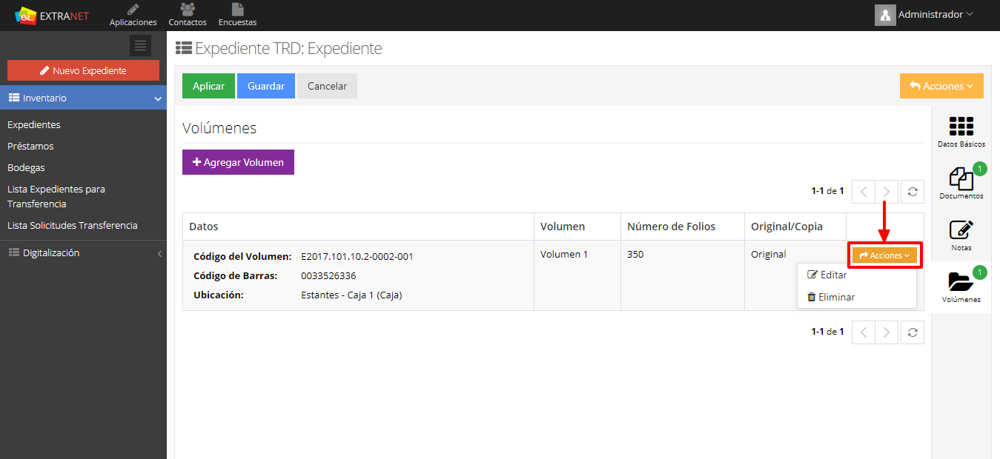 et EXTRANET
Aplicaciones
Contactos
Encuestas
Administrador
Nuevo Expediente
Inventario
Expedientes
Préstamos
Bodegas
Lista Expedientes para
Transferencia
Lista Solicitudes Transferencia
Digitalización
Expediente TRD: Expediente
Aplicar
Guardar
Cancelar
Acciones
Volúmenes
Agregar Volumen
1-1 de 1
Datos
Volumen
Número de Folios
Original/Copia
Código del Volumen: E2017.101.10.2-0002-001
Código de Barras: 0033526336
Ubicación: Estantes - Caja 1 (Caja)
Volumen 1
350
Original
Acciones
Editar
Eliminar
1-1 de 1
Datos Básicos
1
Documentos
Notas
1
Volúmenes